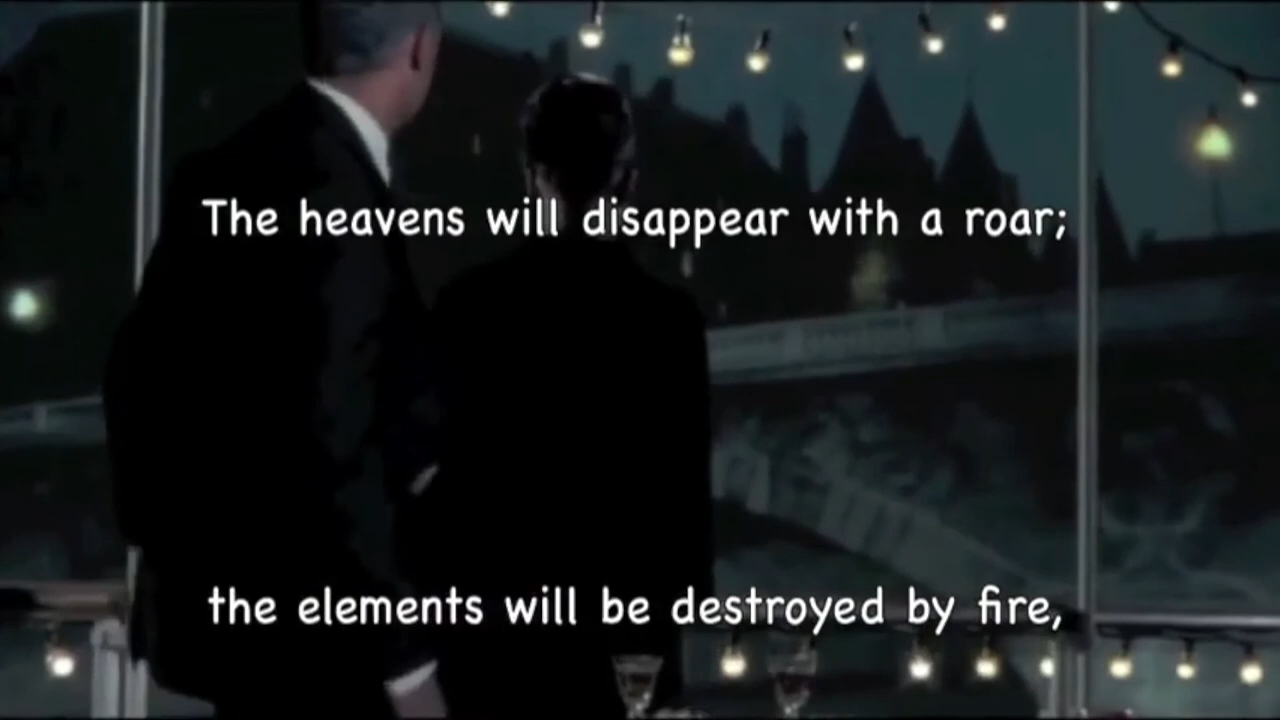 The heavens will disappear with a roar;
the elements will be destroyed by fire,